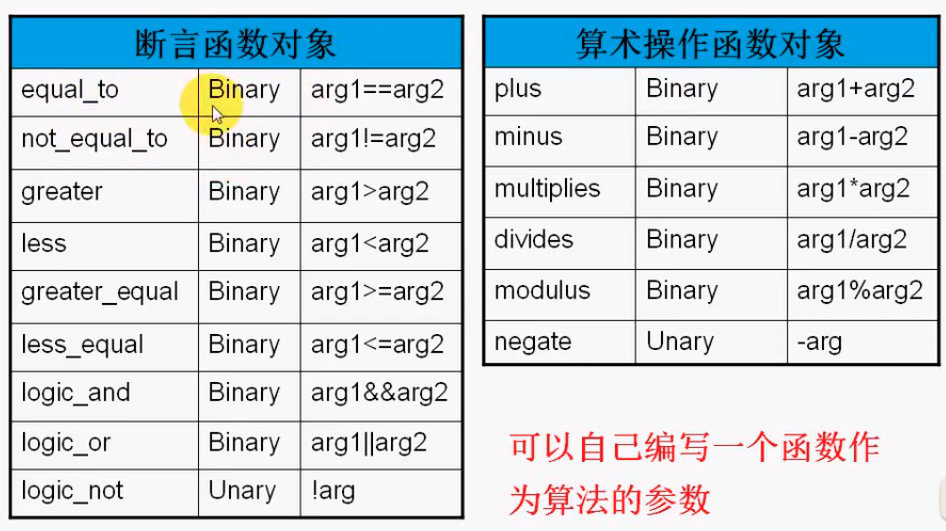 断言函数对象
equal_to Binary arg1==arg2
not_equal_to Binary arg1!=arg2
greater Binary arg1>arg2
less Binary arg1<arg2
greater_equal Binary arg1>=arg2
less_equal Binary arg1<=arg2
logic_and Binary arg1&&arg2
logic_or Binary arg1||arg2
logic_not Unary !arg
算术操作函数对象
plus Binary arg1+arg2
minus Binary arg1-arg2
multiplies Binary arg1*arg2
divides Binary arg1/arg2
modulus Binary arg1%arg2
negate Unary -arg
可以自己编写一个函数作
为算法的参数